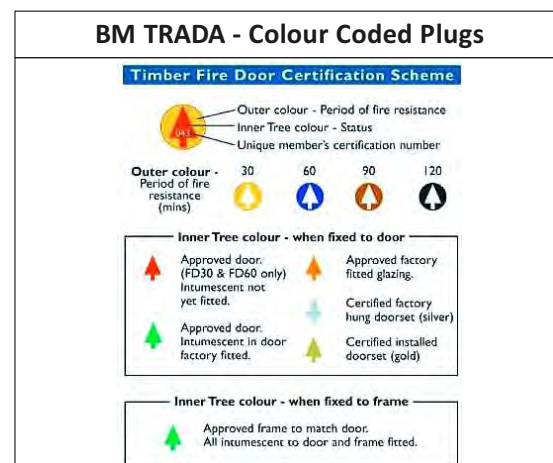 BM TRADA - Colour Coded Plugs
Timber Fire Door Certification Scheme
Outer colour - Period of fire resistance
Inner Tree colour - Status
Unique member's certification number
043
Outer colour -
Period of fire
resistance
(mins)
30 60 90 120
Inner Tree colour - when fixed to door
Approved door.
(FD30 & FD60 only)
Intumescent not
yet fitted.
Approved door.
Intumescent in door
factory fitted.
Approved factory
fitted glazing.
Certified factory
hung doorset (silver)
Certified installed
doorset (gold)
Inner Tree colour - when fixed to frame
Approved frame to match door.
All intumescent to door and frame fitted.